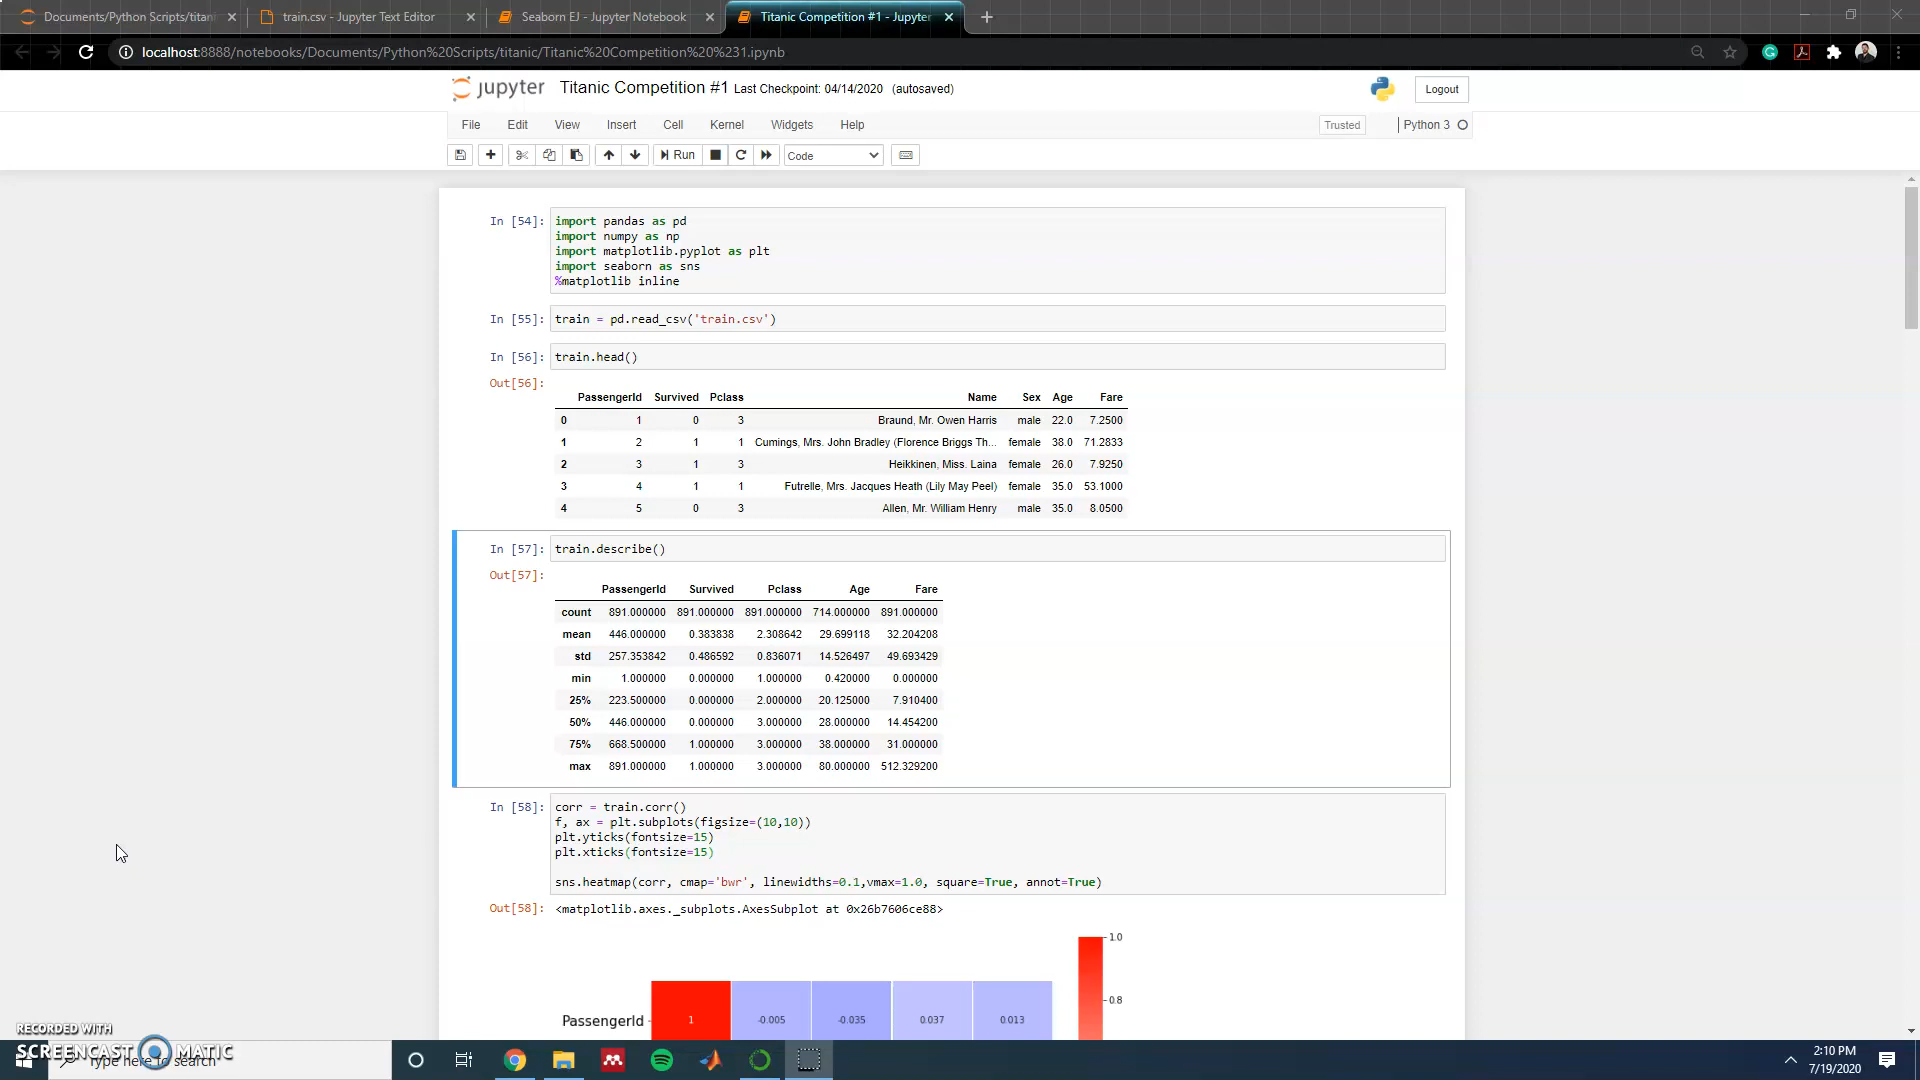 Documents/Python Scripts/titani
train.csv - Jupyter Text Editor
Seaborn EJ - Jupyter Notebook
Titanic Competition #1 - Jupyter
localhost:8888/notebooks/Documents/Python%20Scripts/titanic/Titanic%20Competition%20%231.ipynb
jupyter Titanic Competition #1 Last Checkpoint: 04/14/2020 (autosaved) Logout
File Edit View Insert Cell Kernel Widgets Help Trusted Python 3
Run Code
In [54]: import pandas as pd
import numpy as np
import matplotlib.pyplot as plt
import seaborn as sns
%matplotlib inline
In [55]: train = pd.read_csv('train.csv')
In [56]: train.head()
Out[56]:
PassengerId Survived Pclass Name Sex Age Fare
0 1 0 3 Braund, Mr. Owen Harris male 22.0 7.2500
1 2 1 1 Cumings, Mrs. John Bradley (Florence Briggs Th... female 38.0 71.2833
2 3 1 3 Heikkinen, Miss. Laina female 26.0 7.9250
3 4 1 1 Futrelle, Mrs. Jacques Heath (Lily May Peel) female 35.0 53.1000
4 5 0 3 Allen, Mr. William Henry male 35.0 8.0500
In [57]: train.describe()
Out[57]:
PassengerId Survived Pclass Age Fare
count 891.000000 891.000000 891.000000 714.000000 891.000000
mean 446.000000 0.383838 2.308642 29.699118 32.204208
std 257.353842 0.486592 0.836071 14.526497 49.693429
min 1.000000 0.000000 1.000000 0.420000 0.000000
25% 223.500000 0.000000 2.000000 20.125000 7.910400
50% 446.000000 0.000000 3.000000 28.000000 14.454200
75% 668.500000 1.000000 3.000000 38.000000 31.000000
max 891.000000 1.000000 3.000000 80.000000 512.329200
In [58]: corr = train.corr()
f, ax = plt.subplots(figsize=(10,10))
plt.yticks(fontsize=15)
plt.xticks(fontsize=15)
sns.heatmap(corr, cmap='bwr', linewidths=0.1,vmax=1.0, square=True, annot=True)
Out[58]: <matplotlib.axes._subplots.AxesSubplot at 0x26b7606ce88>
1.0
0.8
PassengerId 1 -0.005 -0.035 0.037 0.013
RECORDED WITH
SCREENCAST MATIC
Type here to search
2:10 PM
7/19/2020